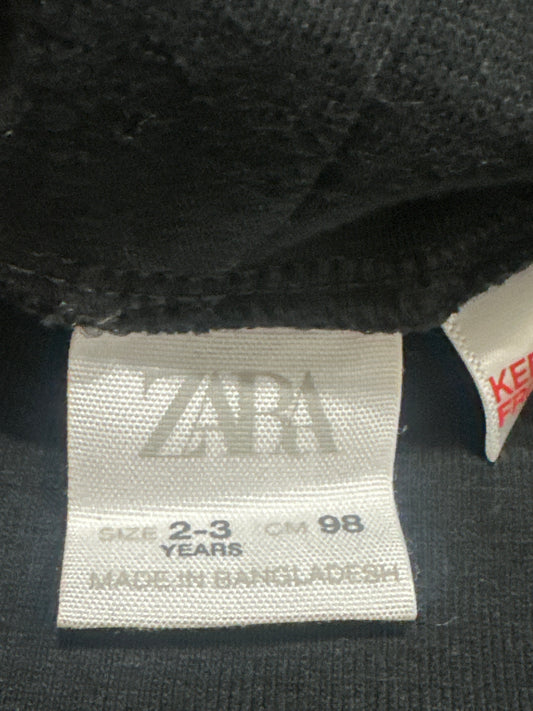 ZARA
SIZE 2-3 CM 98
YEARS
MADE IN BANGLADESH